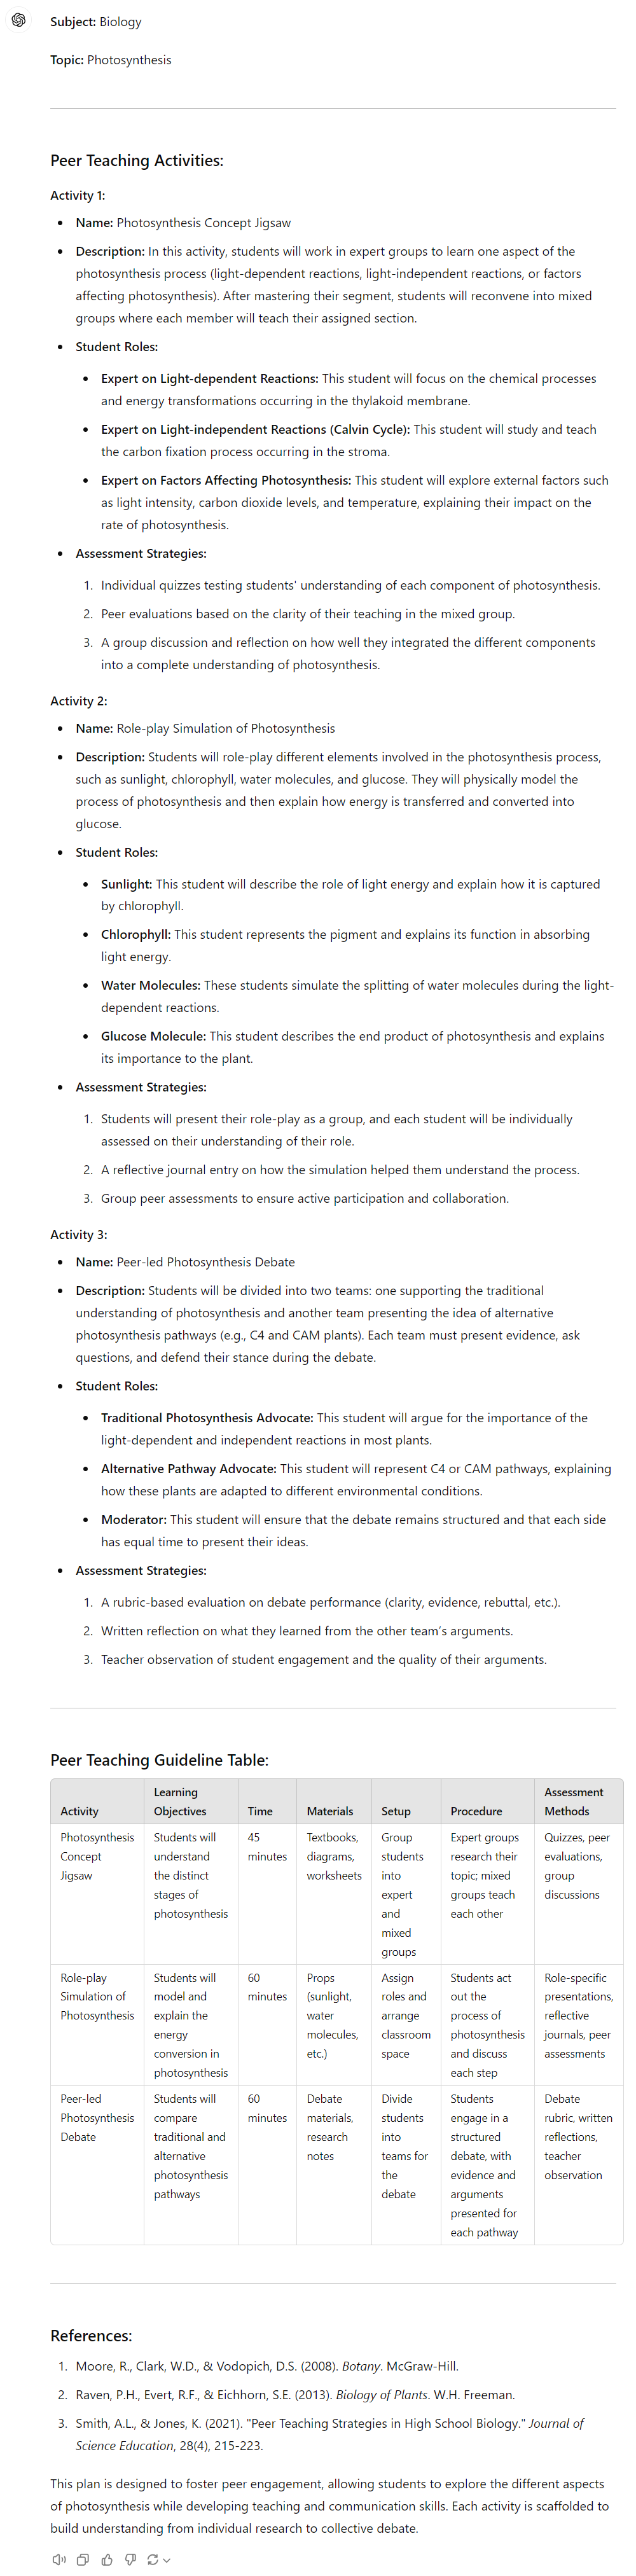 Subject: Biology
Topic: Photosynthesis
Peer Teaching Activities:
Activity 1:
• Name: Photosynthesis Concept Jigsaw
• Description: In this activity, students will work in expert groups to learn one aspect of the
photosynthesis process (light-dependent reactions, light-independent reactions, or factors
affecting photosynthesis). After mastering their segment, students will reconvene into mixed
groups where each member will teach their assigned section.
• Student Roles:
• Expert on Light-dependent Reactions: This student will focus on the chemical processes
and energy transformations occurring in the thylakoid membrane.
• Expert on Light-independent Reactions (Calvin Cycle): This student will study and teach
the carbon fixation process occurring in the stroma.
• Expert on Factors Affecting Photosynthesis: This student will explore external factors such
as light intensity, carbon dioxide levels, and temperature, explaining their impact on the
rate of photosynthesis.
• Assessment Strategies:
1. Individual quizzes testing students' understanding of each component of photosynthesis.
2. Peer evaluations based on the clarity of their teaching in the mixed group.
3. A group discussion and reflection on how well they integrated the different components
into a complete understanding of photosynthesis.
Activity 2:
• Name: Role-play Simulation of Photosynthesis
• Description: Students will role-play different elements involved in the photosynthesis process,
such as sunlight, chlorophyll, water molecules, and glucose. They will physically model the
process of photosynthesis and then explain how energy is transferred and converted into
glucose.
• Student Roles:
• Sunlight: This student will describe the role of light energy and explain how it is captured
by chlorophyll.
• Chlorophyll: This student represents the pigment and explains its function in absorbing
light energy.
• Water Molecules: These students simulate the splitting of water molecules during the light-
dependent reactions.
• Glucose Molecule: This student describes the end product of photosynthesis and explains
its importance to the plant.
• Assessment Strategies:
1. Students will present their role-play as a group, and each student will be individually
assessed on their understanding of their role.
2. A reflective journal entry on how the simulation helped them understand the process.
3. Group peer assessments to ensure active participation and collaboration.
Activity 3:
• Name: Peer-led Photosynthesis Debate
• Description: Students will be divided into two teams: one supporting the traditional
understanding of photosynthesis and another team presenting the idea of alternative
photosynthesis pathways (e.g., C4 and CAM plants). Each team must present evidence, ask
questions, and defend their stance during the debate.
• Student Roles:
• Traditional Photosynthesis Advocate: This student will argue for the importance of the
light-dependent and independent reactions in most plants.
• Alternative Pathway Advocate: This student will represent C4 or CAM pathways, explaining
how these plants are adapted to different environmental conditions.
• Moderator: This student will ensure that the debate remains structured and that each side
has equal time to present their ideas.
• Assessment Strategies:
1. A rubric-based evaluation on debate performance (clarity, evidence, rebuttal, etc.).
2. Written reflection on what they learned from the other team's arguments.
3. Teacher observation of student engagement and the quality of their arguments.
Peer Teaching Guideline Table:
Activity
Learning
Objectives
Time
Materials
Setup
Procedure
Assessment
Methods
Photosynthesis
Concept
Jigsaw
Students will
understand
the distinct
stages of
photosynthesis
45
minutes
Textbooks,
diagrams,
worksheets
Group
students
into
expert
and
mixed
groups
Expert groups
research their
topic; mixed
groups teach
each other
Quizzes, peer
evaluations,
group
discussions
Role-play
Simulation of
Photosynthesis
Students will
model and
explain the
energy
conversion in
photosynthesis
60
minutes
Props
(sunlight,
water
molecules,
etc.)
Assign
roles and
arrange
classroom
space
Students act
out the
process of
photosynthesis
and discuss
each step
Role-specific
presentations,
reflective
journals, peer
assessments
Peer-led
Photosynthesis
Debate
Students will
compare
traditional and
alternative
photosynthesis
pathways
60
minutes
Debate
materials,
research
notes
Divide
students
into
teams for
the
debate
Students
engage in a
structured
debate, with
evidence and
arguments
presented for
each pathway
Debate
rubric, written
reflections,
teacher
observation
References:
1. Moore, R., Clark, W.D., & Vodopich, D.S. (2008). Botany. McGraw-Hill.
2. Raven, P.H., Evert, R.F., & Eichhorn, S.E. (2013). Biology of Plants. W.H. Freeman.
3. Smith, A.L., & Jones, K. (2021). "Peer Teaching Strategies in High School Biology." Journal of
Science Education, 28(4), 215-223.
This plan is designed to foster peer engagement, allowing students to explore the different aspects
of photosynthesis while developing teaching and communication skills. Each activity is scaffolded to
build understanding from individual research to collective debate.